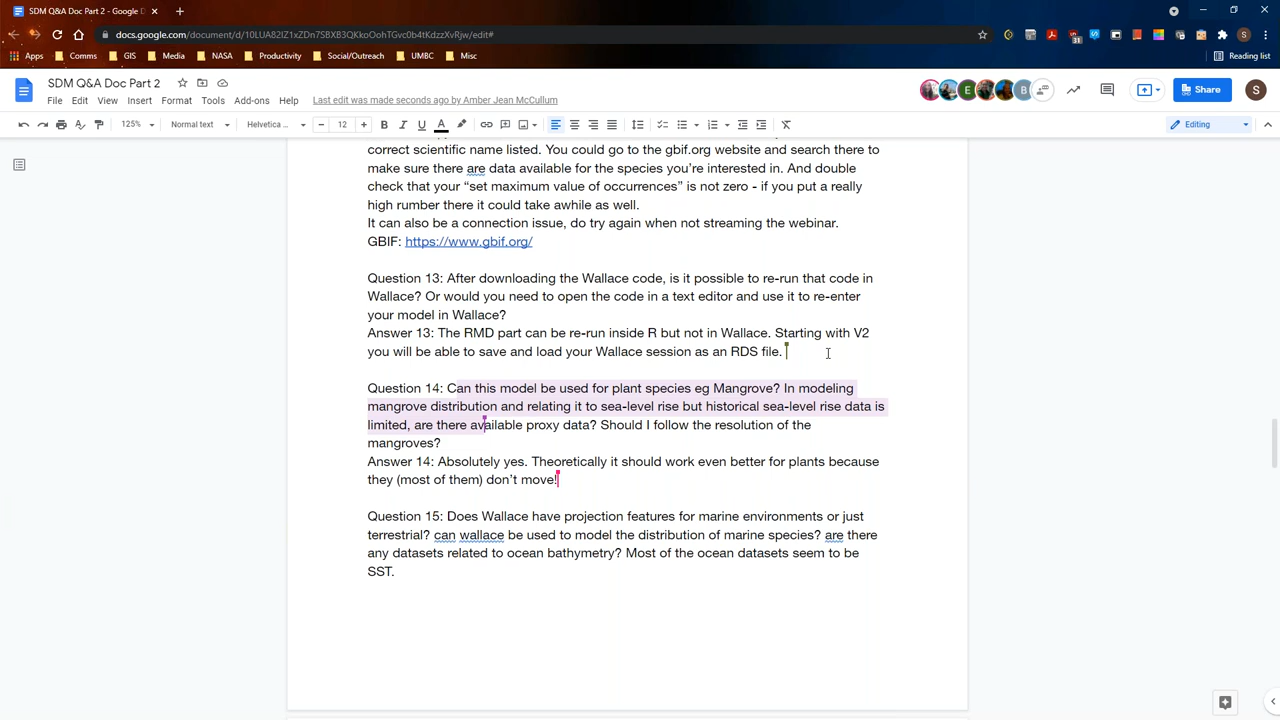 SDM Q&A Doc Part 2 - Google D
docs.google.com/document/d/10LUA82IZ1xZDn7SBXB3QKkoOohTGvc0b4tKdzzXvRjw/edit#
Apps Comms GIS Media NASA Productivity Social/Outreach UMBC Misc Reading list
SDM Q&A Doc Part 2
Share S
File Edit View Insert Format Tools Add-ons Help Last edit was made seconds ago by Amber Jean McCullum
125% Normal text Helvetica ... 12 Editing
correct scientific name listed. You could go to the gbif.org website and search there to
make sure there are data available for the species you're interested in. And double
check that your “set maximum value of occurrences” is not zero - if you put a really
high rumber there it could take awhile as well.
It can also be a connection issue, do try again when not streaming the webinar.
GBIF: https://www.gbif.org/
Question 13: After downloading the Wallace code, is it possible to re-run that code in
Wallace? Or would you need to open the code in a text editor and use it to re-enter
your model in Wallace?
Answer 13: The RMD part can be re-run inside R but not in Wallace. Starting with V2
you will be able to save and load your Wallace session as an RDS file.
Question 14: Can this model be used for plant species eg Mangrove? In modeling
mangrove distribution and relating it to sea-level rise but historical sea-level rise data is
limited, are there available proxy data? Should I follow the resolution of the
mangroves?
Answer 14: Absolutely yes. Theoretically it should work even better for plants because
they (most of them) don't move!
Question 15: Does Wallace have projection features for marine environments or just
terrestrial? can wallace be used to model the distribution of marine species? are there
any datasets related to ocean bathymetry? Most of the ocean datasets seem to be
SST.